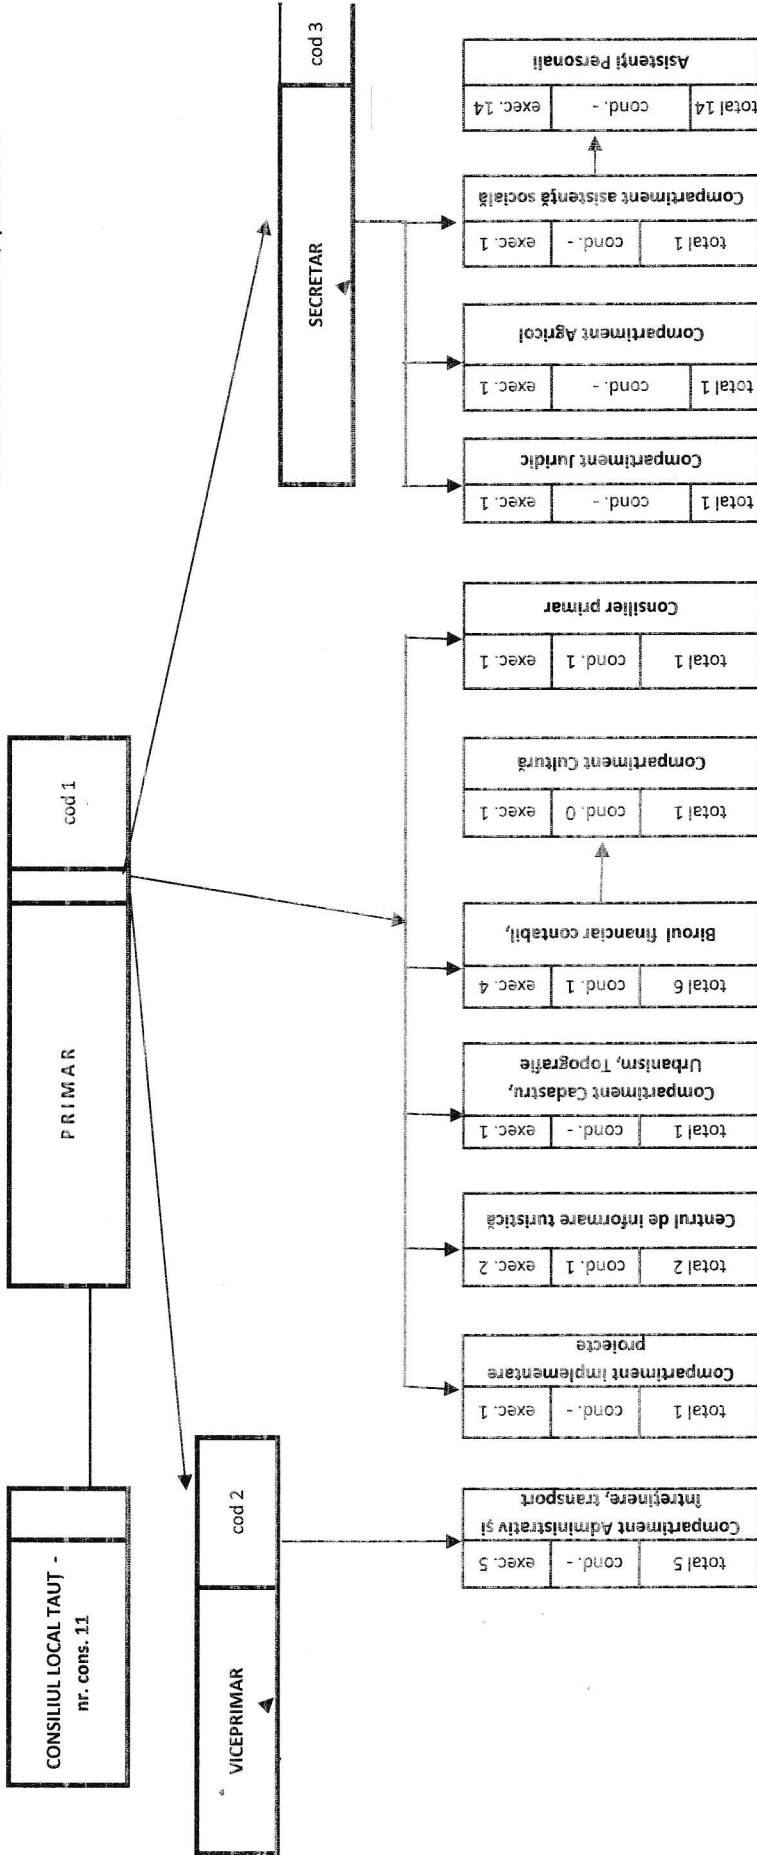 CONSILIUL LOCAL TAUȚ -
nr. cons. 11
PRIMAR
cod 1
VICEPRIMAR
cod 2
SECRETAR
cod 3
total 5
cond. -
exec. 5
Compartiment Administrativ și
întreținere, transport
total 1
cond. -
exec. 1
Compartiment implementare
proiecte
total 2
cond. 1
exec. 2
Centrul de informare turistică
total 1
cond. -
exec. 1
Compartiment Cadastru,
Urbanism, Topografie
total 6
cond. 1
exec. 4
Biroul financiar contabil,
total 1
cond. 0
exec. 1
Compartiment Cultură
total 1
cond. 1
exec. 1
Consilier primar
total 1
cond. -
exec. 1
Compartiment Juridic
total 1
cond. -
exec. 1
Compartiment Agricol
total 1
cond. -
exec. 1
Compartiment asistență socială
total 14
cond. -
exec. 14
Asistenți Personali